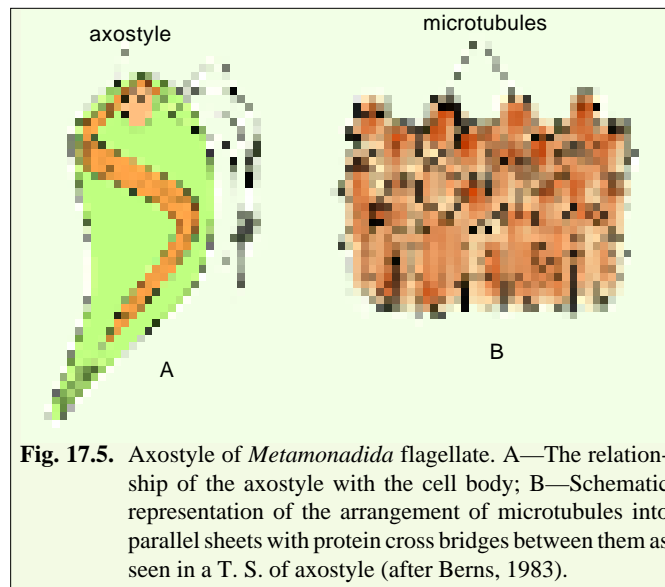 axostyle
microtubules
A
B
Fig. 17.5. Axostyle of Metamonadida flagellate. A—The relation-
ship of the axostyle with the cell body; B—Schematic
representation of the arrangement of microtubules into
parallel sheets with protein cross bridges between them as
seen in a T. S. of axostyle (after Berns, 1983).